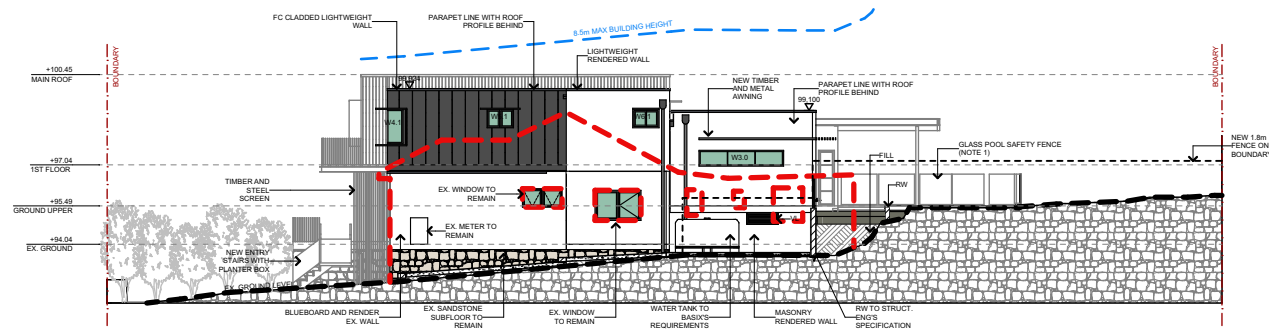 8.5m MAX BUILDING HEIGHT
FC CLADDED LIGHTWEIGHT
WALL
PARAPET LINE WITH ROOF
PROFILE BEHIND
LIGHTWEIGHT
RENDERED WALL
BOUNDARY
BOUNDARY
+100.45
MAIN ROOF
NEW TIMBER
AND METAL
AWNING
PARAPET LINE WITH ROOF
PROFILE BEHIND
99,100
W4.1
W6.1
W3.0
NEW 1.8m
FENCE ON
BOUNDARY
GLASS POOL SAFETY FENCE
(NOTE 1)
FILL
+97.04
1ST FLOOR
TIMBER AND
STEEL
SCREEN
EX. WINDOW TO
REMAIN
RW
+95.49
GROUND UPPER
EX. METER TO
REMAIN
+94.04
EX. GROUND
NEW ENTRY
STAIRS WITH
PLANTER BOX
EX. GROUND LEVEL
BLUEBOARD AND RENDER
EX. WALL
EX. SANDSTONE
SUBFLOOR TO
REMAIN
EX. WINDOW
TO REMAIN
WATER TANK TO
BASIX'S
REQUIREMENTS
MASONRY
RENDERED WALL
RW TO STRUCT.
ENG'S
SPECIFICATION